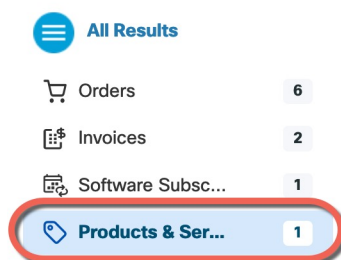 All Results
Orders 6
Invoices 2
Software Subsc... 1
Products & Ser... 1